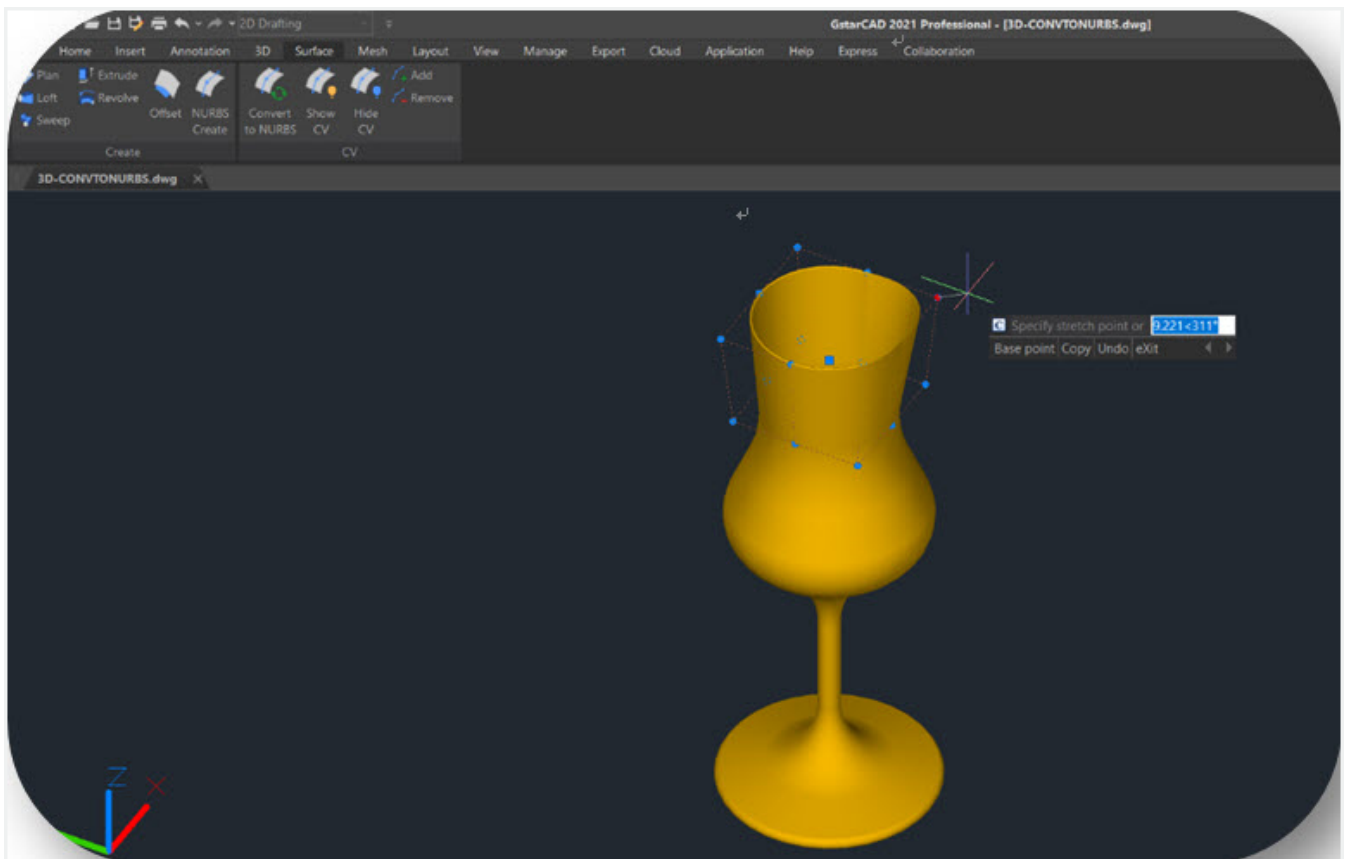 2D Drafting
GstarCAD 2021 Professional - [3D-CONVTONURBS.dwg]
Home Insert Annotation 3D Surface Mesh Layout View Manage Export Cloud Application Help Express Collaboration
Plan Extrude Add
Loft Revolve Remove
Sweep
Offset NURBS Create
Convert to NURBS Show CV Hide CV
Create CV
3D-CONVTONURBS.dwg
Specify stretch point or 9.221<311°
Base point Copy Undo eXit
Z X